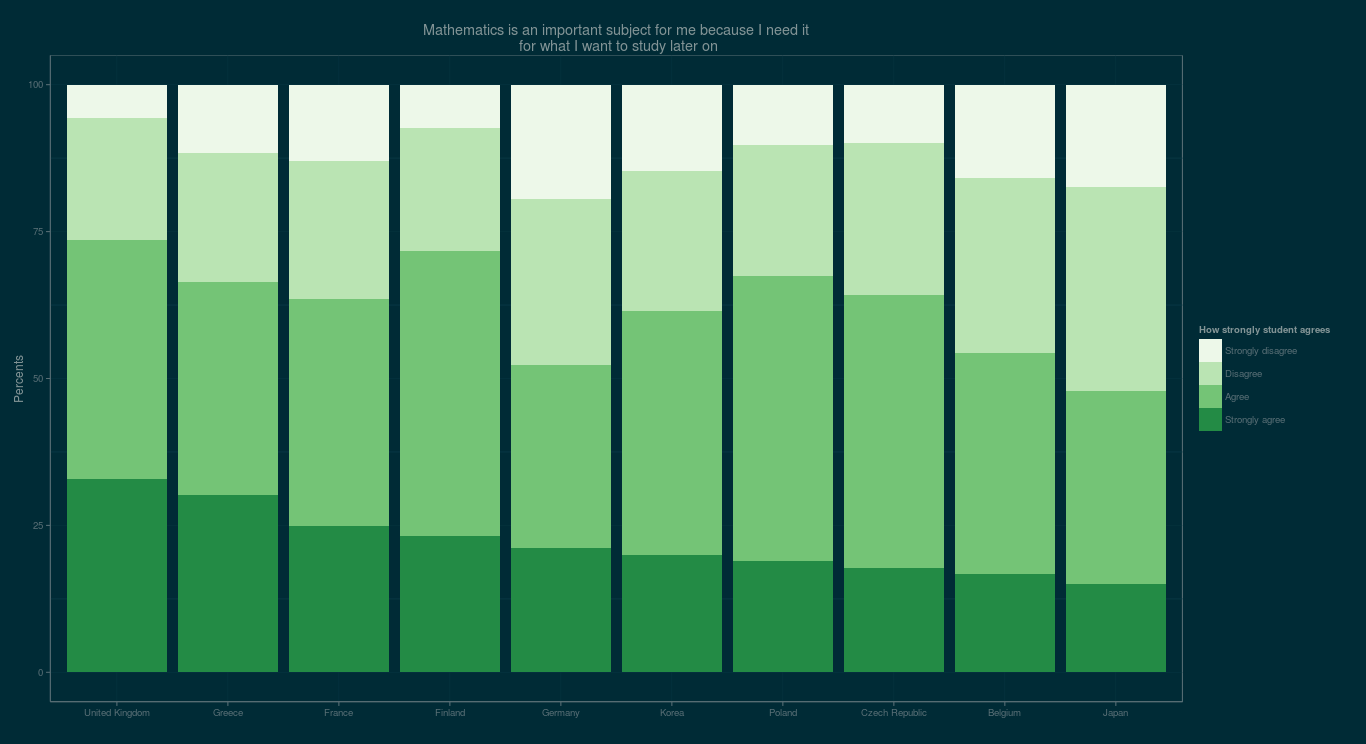 Mathematics is an important subject for me because I need it
for what I want to study later on
Percents
100
75
50
25
0
United Kingdom
Greece
France
Finland
Germany
Korea
Poland
Czech Republic
Belgium
Japan
How strongly student agrees
Strongly disagree
Disagree
Agree
Strongly agree